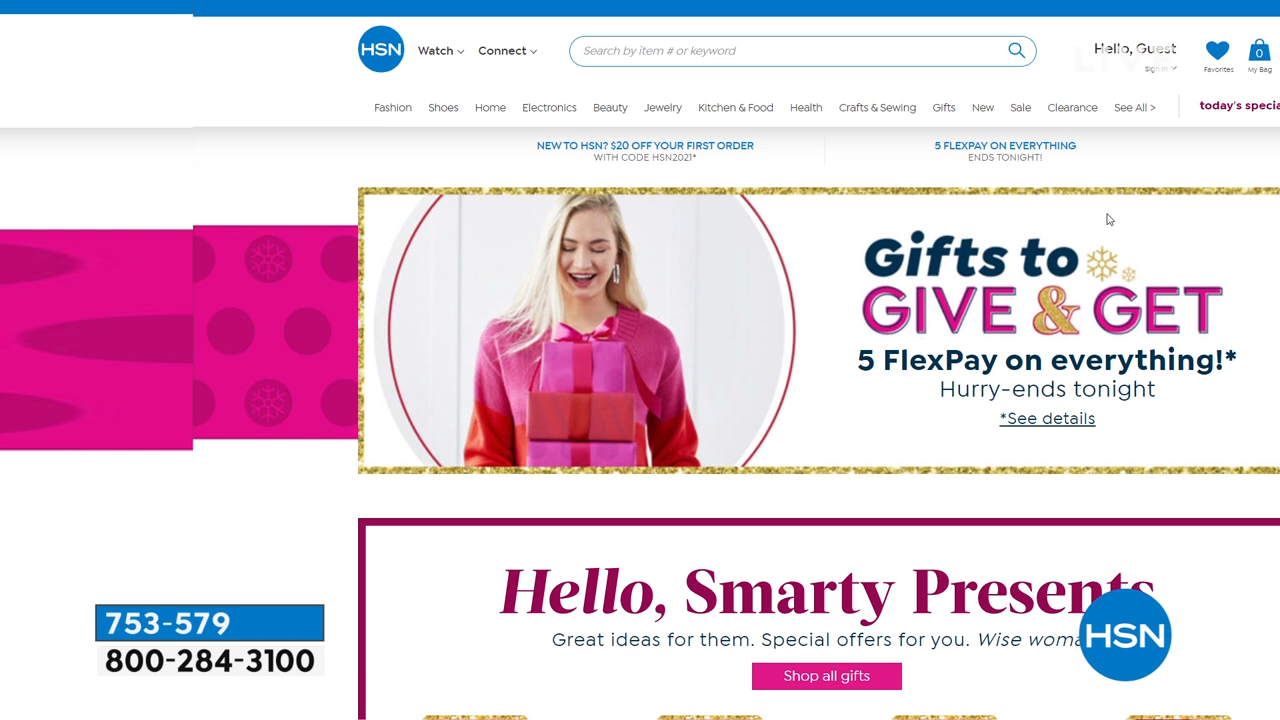 HSN
Watch
Connect
Search by item # or keyword
Hello, Guest
Sign In
LIVE
Favorites
0
My Bag
Fashion
Shoes
Home
Electronics
Beauty
Jewelry
Kitchen & Food
Health
Crafts & Sewing
Gifts
New
Sale
Clearance
See All >
today's specia
NEW TO HSN? $20 OFF YOUR FIRST ORDER
WITH CODE HSN2021*
5 FLEXPAY ON EVERYTHING
ENDS TONIGHT!
Gifts to
GIVE & GET
5 FlexPay on everything!*
Hurry-ends tonight
*See details
Hello, Smarty Presents
Great ideas for them. Special offers for you. Wise woma
Shop all gifts
753-579
800-284-3100
HSN